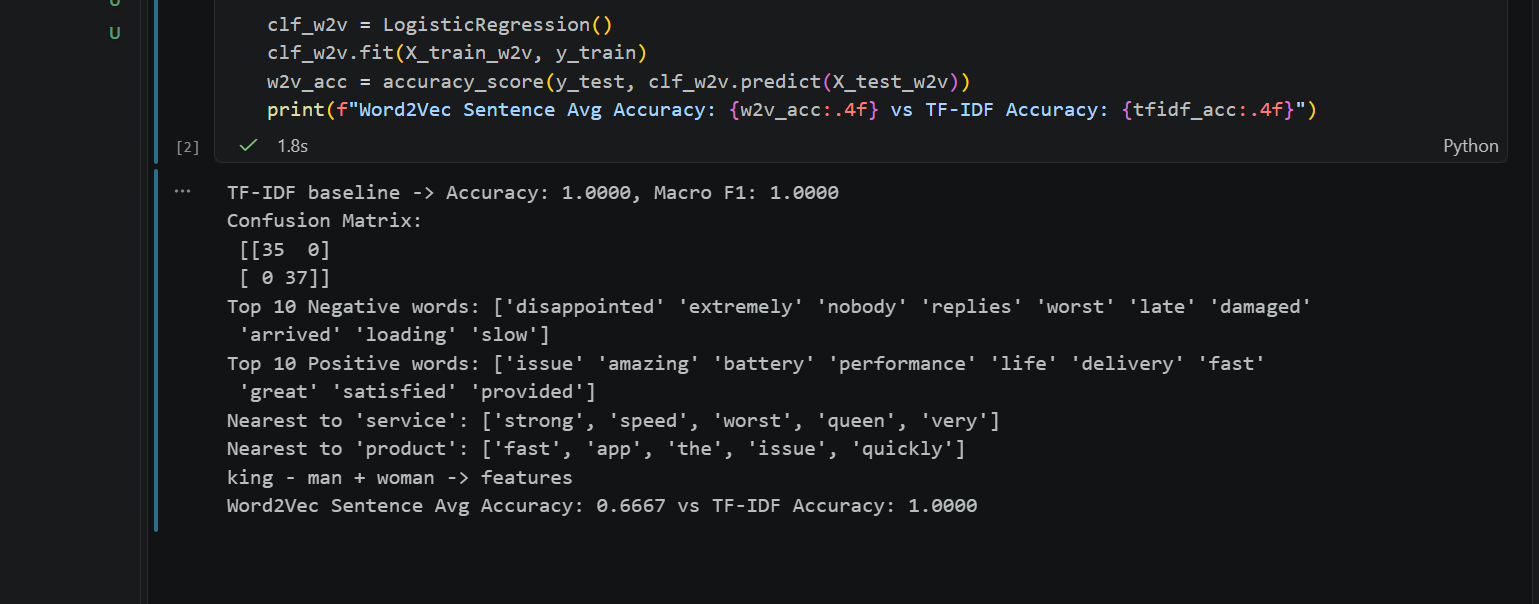 U
U
clf_w2v = LogisticRegression()
clf_w2v.fit(X_train_w2v, y_train)
w2v_acc = accuracy_score(y_test, clf_w2v.predict(X_test_w2v))
print(f"Word2Vec Sentence Avg Accuracy: {w2v_acc:.4f} vs TF-IDF Accuracy: {tfidf_acc:.4f}")
[2] ✓ 1.8s Python
... TF-IDF baseline -> Accuracy: 1.0000, Macro F1: 1.0000
Confusion Matrix:
[[35  0]
[ 0 37]]
Top 10 Negative words: ['disappointed' 'extremely' 'nobody' 'replies' 'worst' 'late' 'damaged'
'arrived' 'loading' 'slow']
Top 10 Positive words: ['issue' 'amazing' 'battery' 'performance' 'life' 'delivery' 'fast'
'great' 'satisfied' 'provided']
Nearest to 'service': ['strong', 'speed', 'worst', 'queen', 'very']
Nearest to 'product': ['fast', 'app', 'the', 'issue', 'quickly']
king - man + woman -> features
Word2Vec Sentence Avg Accuracy: 0.6667 vs TF-IDF Accuracy: 1.0000